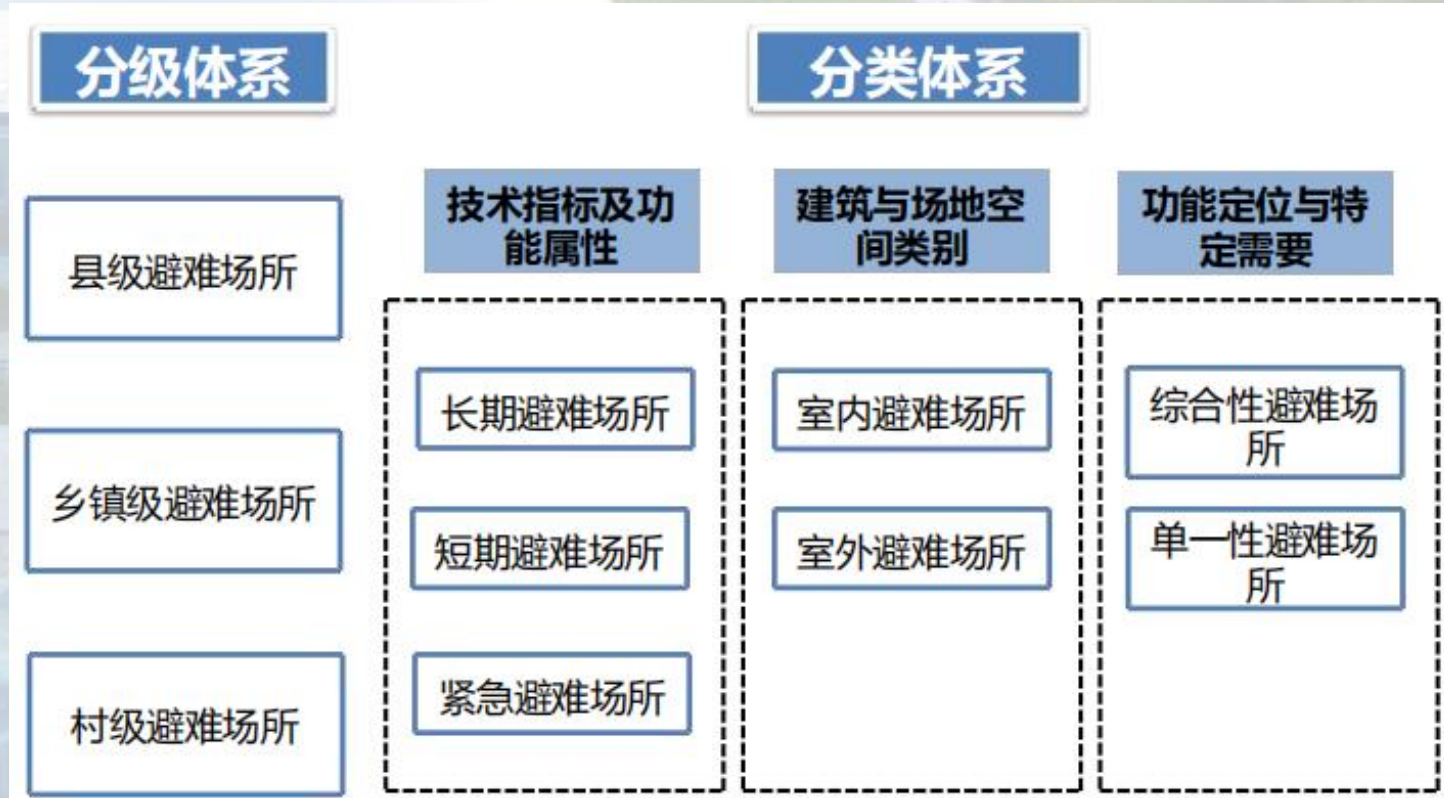 分级体系
分类体系
县级避难场所
乡镇级避难场所
村级避难场所
技术指标及功
能属性
长期避难场所
短期避难场所
紧急避难场所
建筑与场地空
间类别
室内避难场所
室外避难场所
功能定位与特
定需要
综合性避难场
所
单一性避难场
所